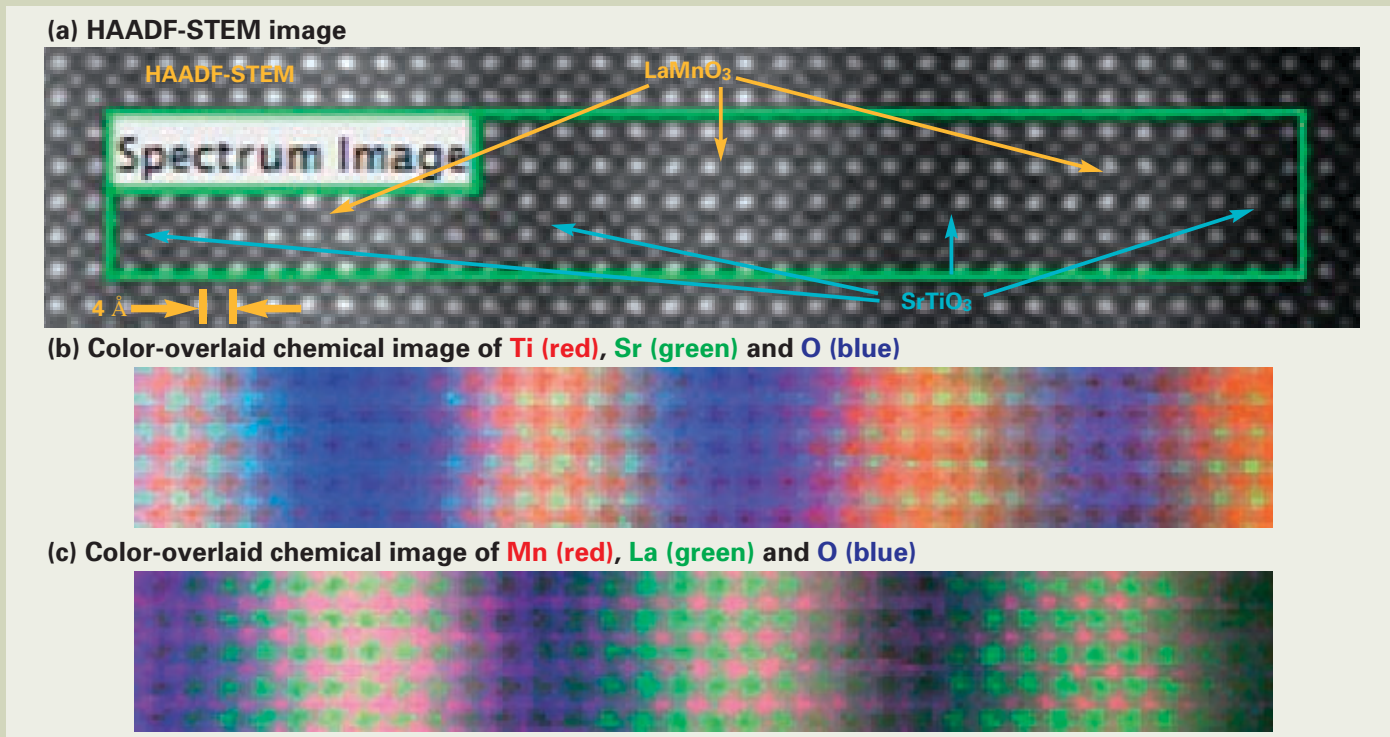 (a) HAADF-STEM image
HAADF-STEM
LaMnO3
Spectrum Image
SrTiO3
4 Å
(b) Color-overlaid chemical image of Ti (red), Sr (green) and O (blue)
(c) Color-overlaid chemical image of Mn (red), La (green) and O (blue)